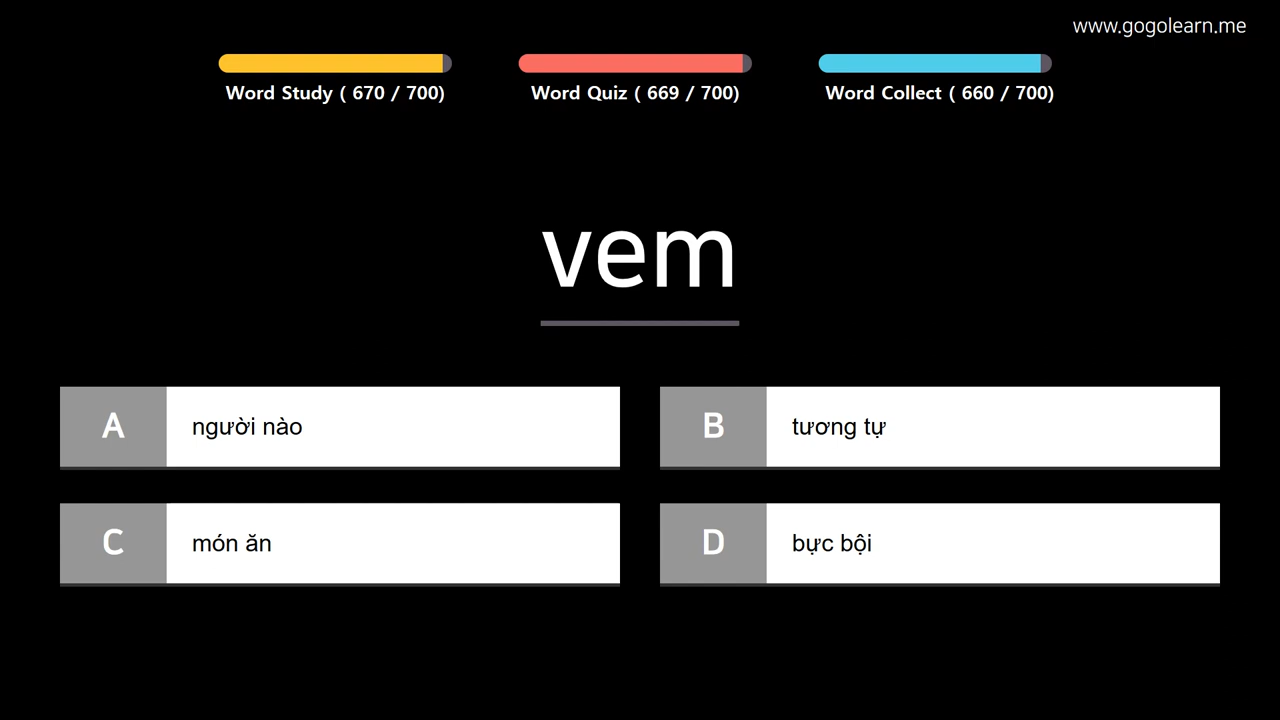 www.gogolearn.me
Word Study ( 670 / 700)
Word Quiz ( 669 / 700)
Word Collect ( 660 / 700)
vem
A
người nào
B
tương tự
C
món ăn
D
bực bội